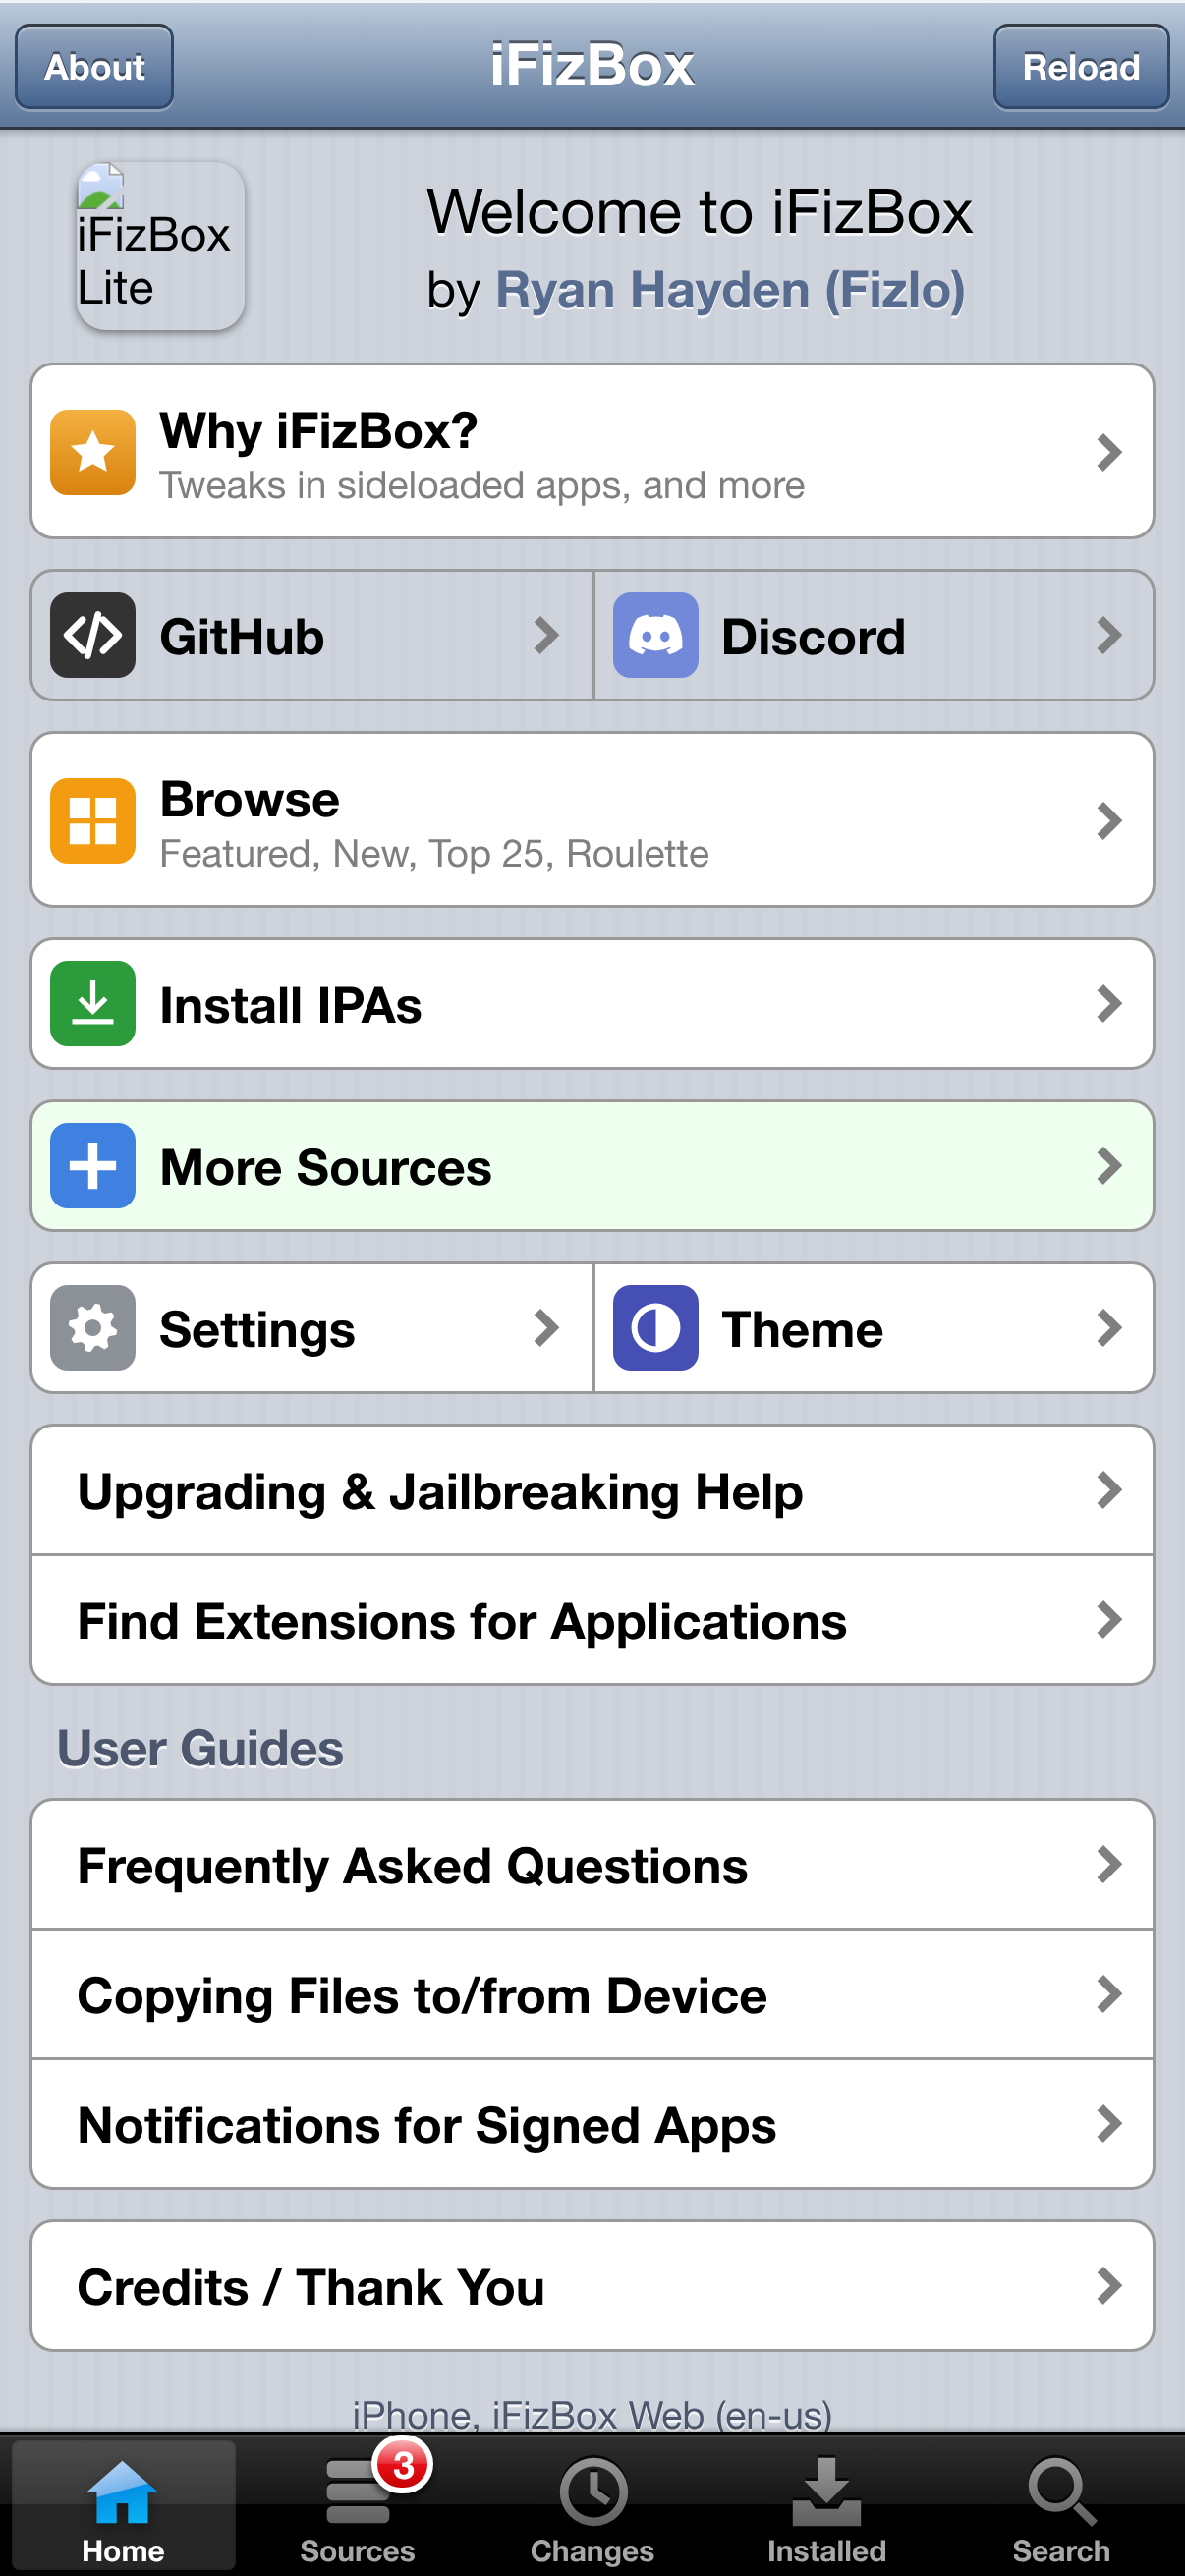 About
iFizBox
Reload
iFizBox
Lite
Welcome to iFizBox
by Ryan Hayden (Fizlo)
Why iFizBox?
Tweaks in sideloaded apps, and more
GitHub
Discord
Browse
Featured, New, Top 25, Roulette
Install IPAs
More Sources
Settings
Theme
Upgrading & Jailbreaking Help
Find Extensions for Applications
User Guides
Frequently Asked Questions
Copying Files to/from Device
Notifications for Signed Apps
Credits / Thank You
iPhone, iFizBox Web (en-us)
3
Home
Sources
Changes
Installed
Search